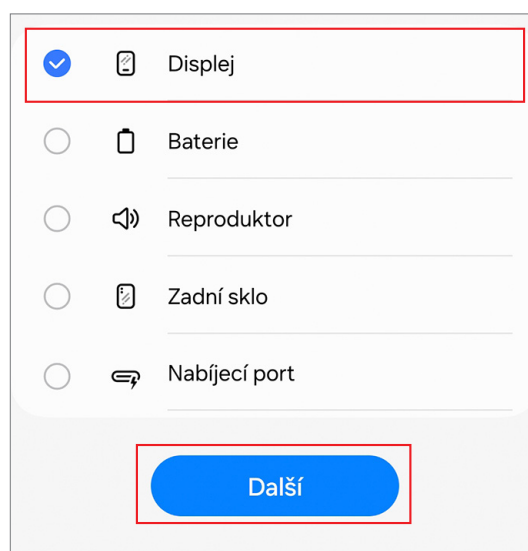 Displej
Baterie
Reproduktor
Zadní sklo
Nabíjecí port
Další